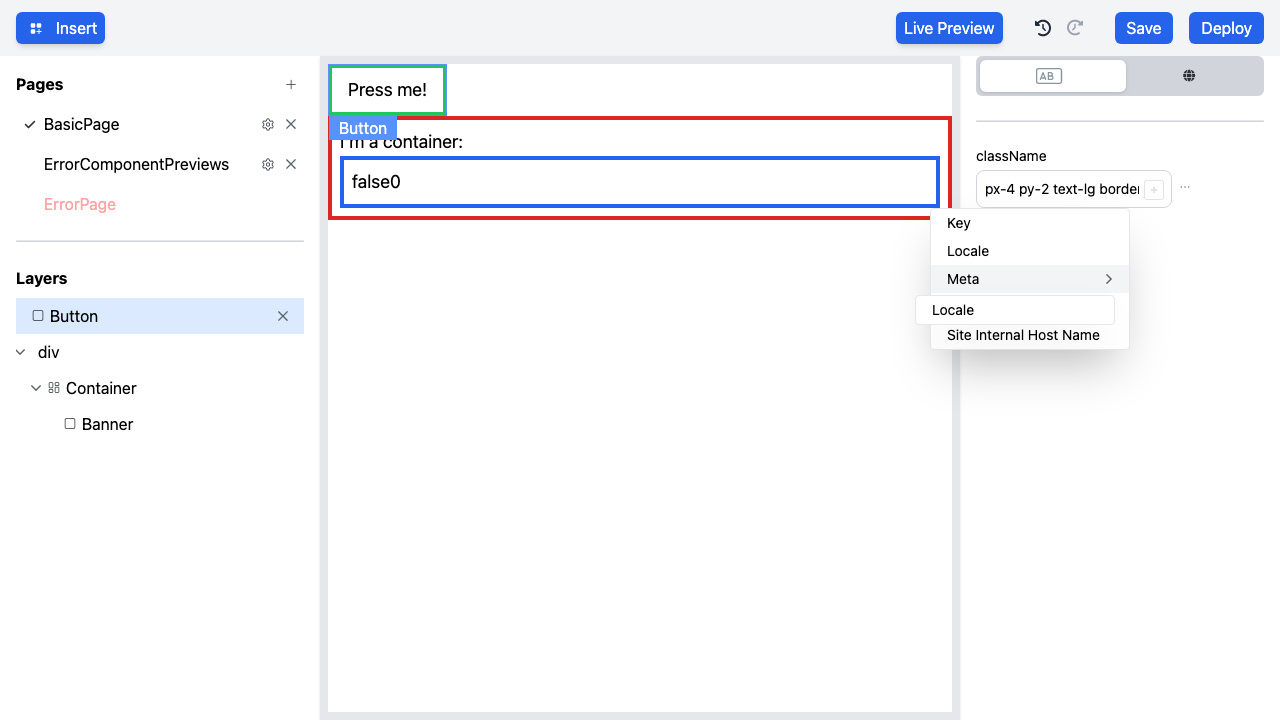 Insert
Live Preview
Save
Deploy
Pages
BasicPage
ErrorComponentPreviews
ErrorPage
Layers
Button
div
Container
Banner
Press me!
Button
I'm a container:
false0
AB
className
px-4 py-2 text-lg border
Key
Locale
Meta
Locale
Site Internal Host Name